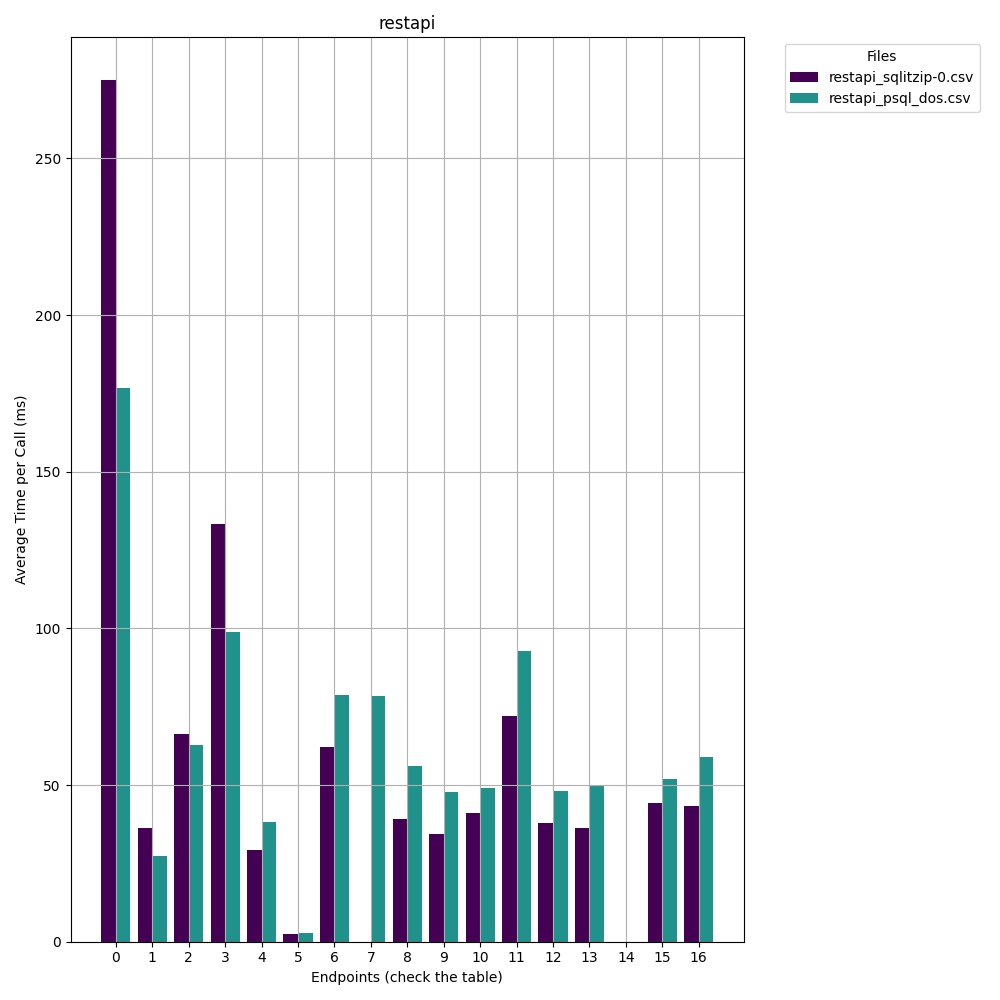 restapi
Files
restapi_sqlitzip-0.csv
restapi_psql_dos.csv
Average Time per Call (ms)
250
200
150
100
50
0
0 1 2 3 4 5 6 7 8 9 10 11 12 13 14 15 16
Endpoints (check the table)